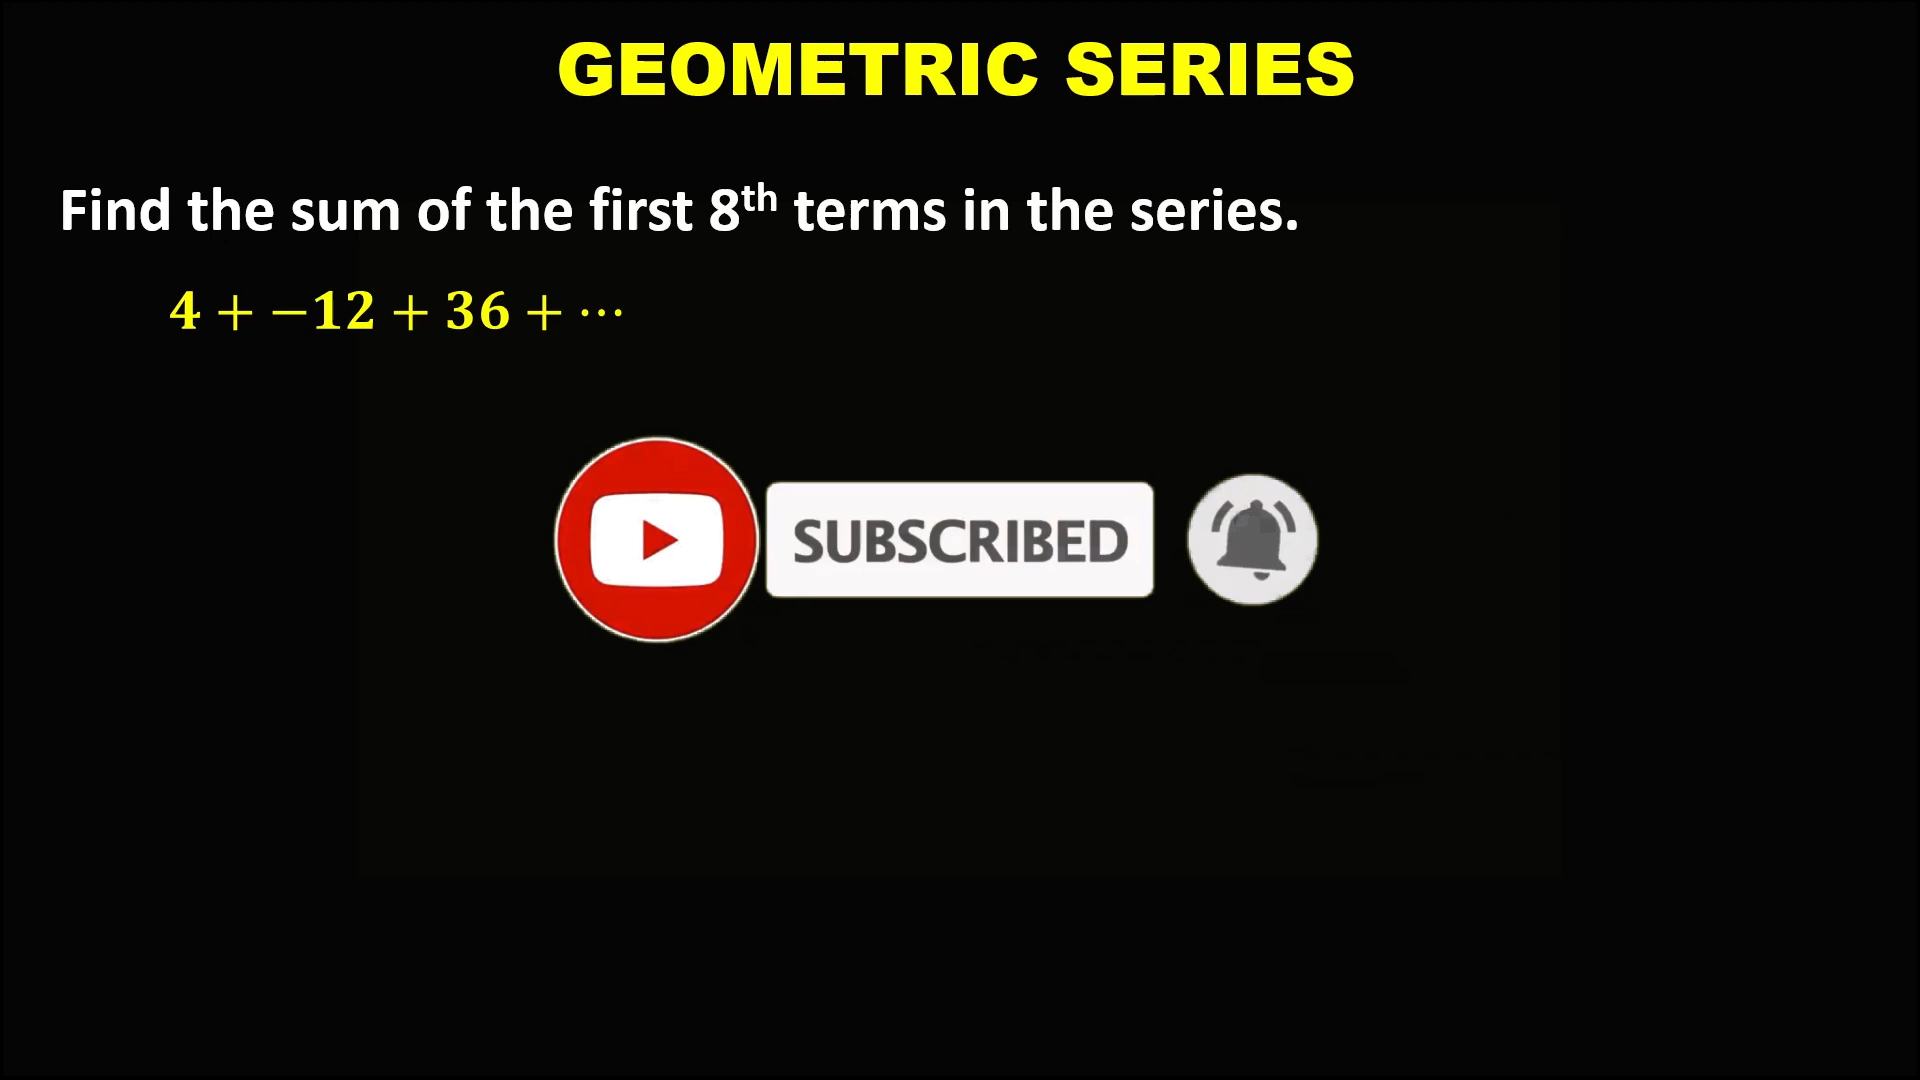 GEOMETRIC SERIES
Find the sum of the first 8th terms in the series.
4 + −12 + 36 + ⋯
SUBSCRIBED